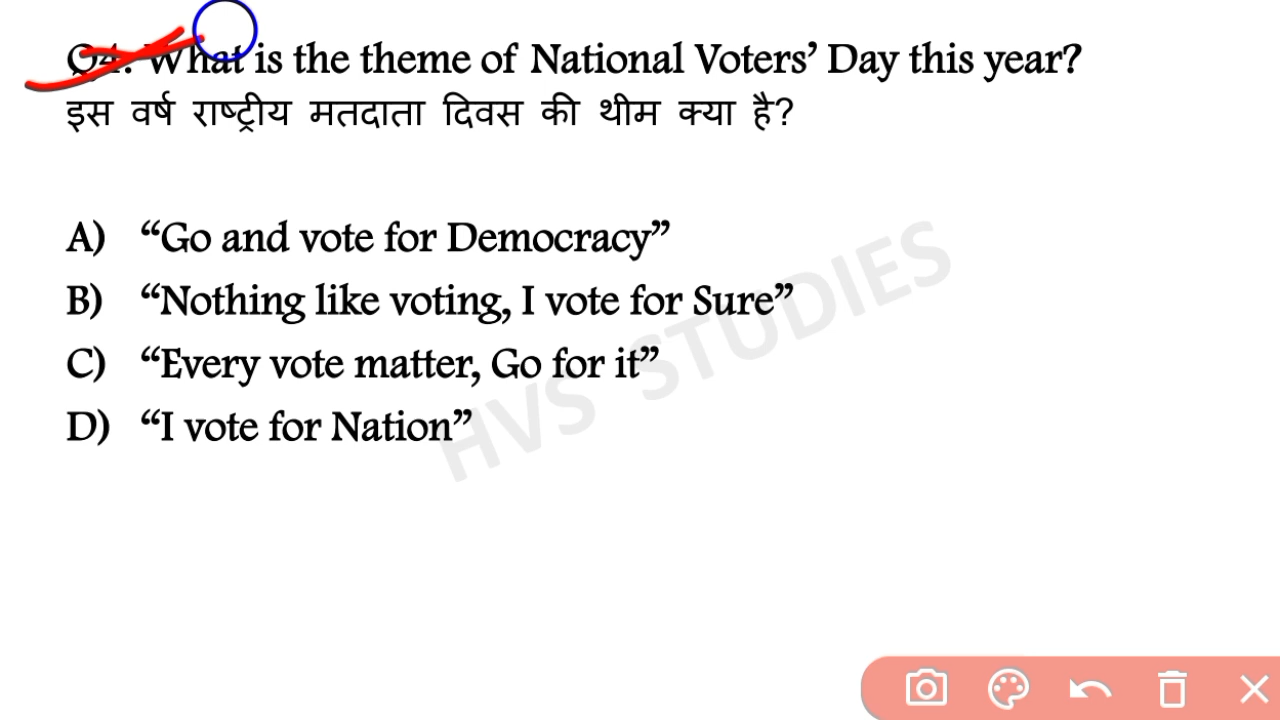 Q4. What is the theme of National Voters’ Day this year?
इस वर्ष राष्ट्रीय मतदाता दिवस की थीम क्या है?
A) “Go and vote for Democracy”
B) “Nothing like voting, I vote for Sure”
C) “Every vote matter, Go for it”
D) “I vote for Nation”
HVS STUDIES